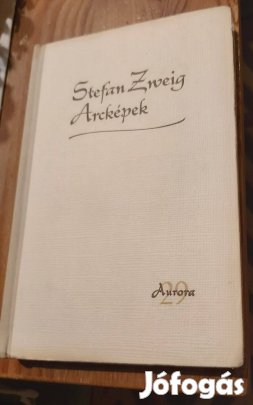 Stefan Zweig
Arcképek
Aurora
29
Jófogás